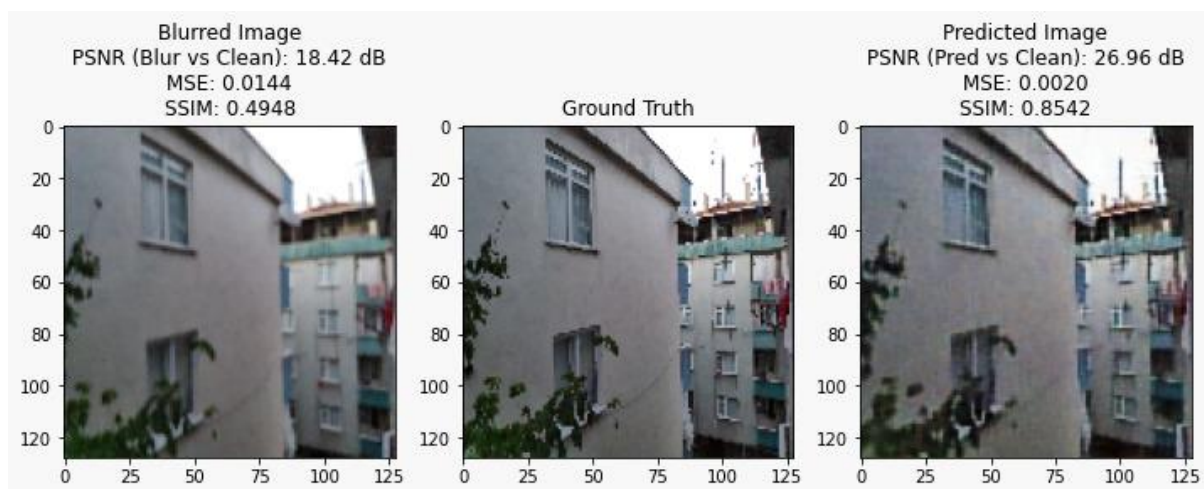 Blurred Image
PSNR (Blur vs Clean): 18.42 dB
MSE: 0.0144
SSIM: 0.4948
Ground Truth
Predicted Image
PSNR (Pred vs Clean): 26.96 dB
MSE: 0.0020
SSIM: 0.8542
0
20
40
60
80
100
120
0 25 50 75 100 125
0
20
40
60
80
100
120
0 25 50 75 100 125
0
20
40
60
80
100
120
0 25 50 75 100 125